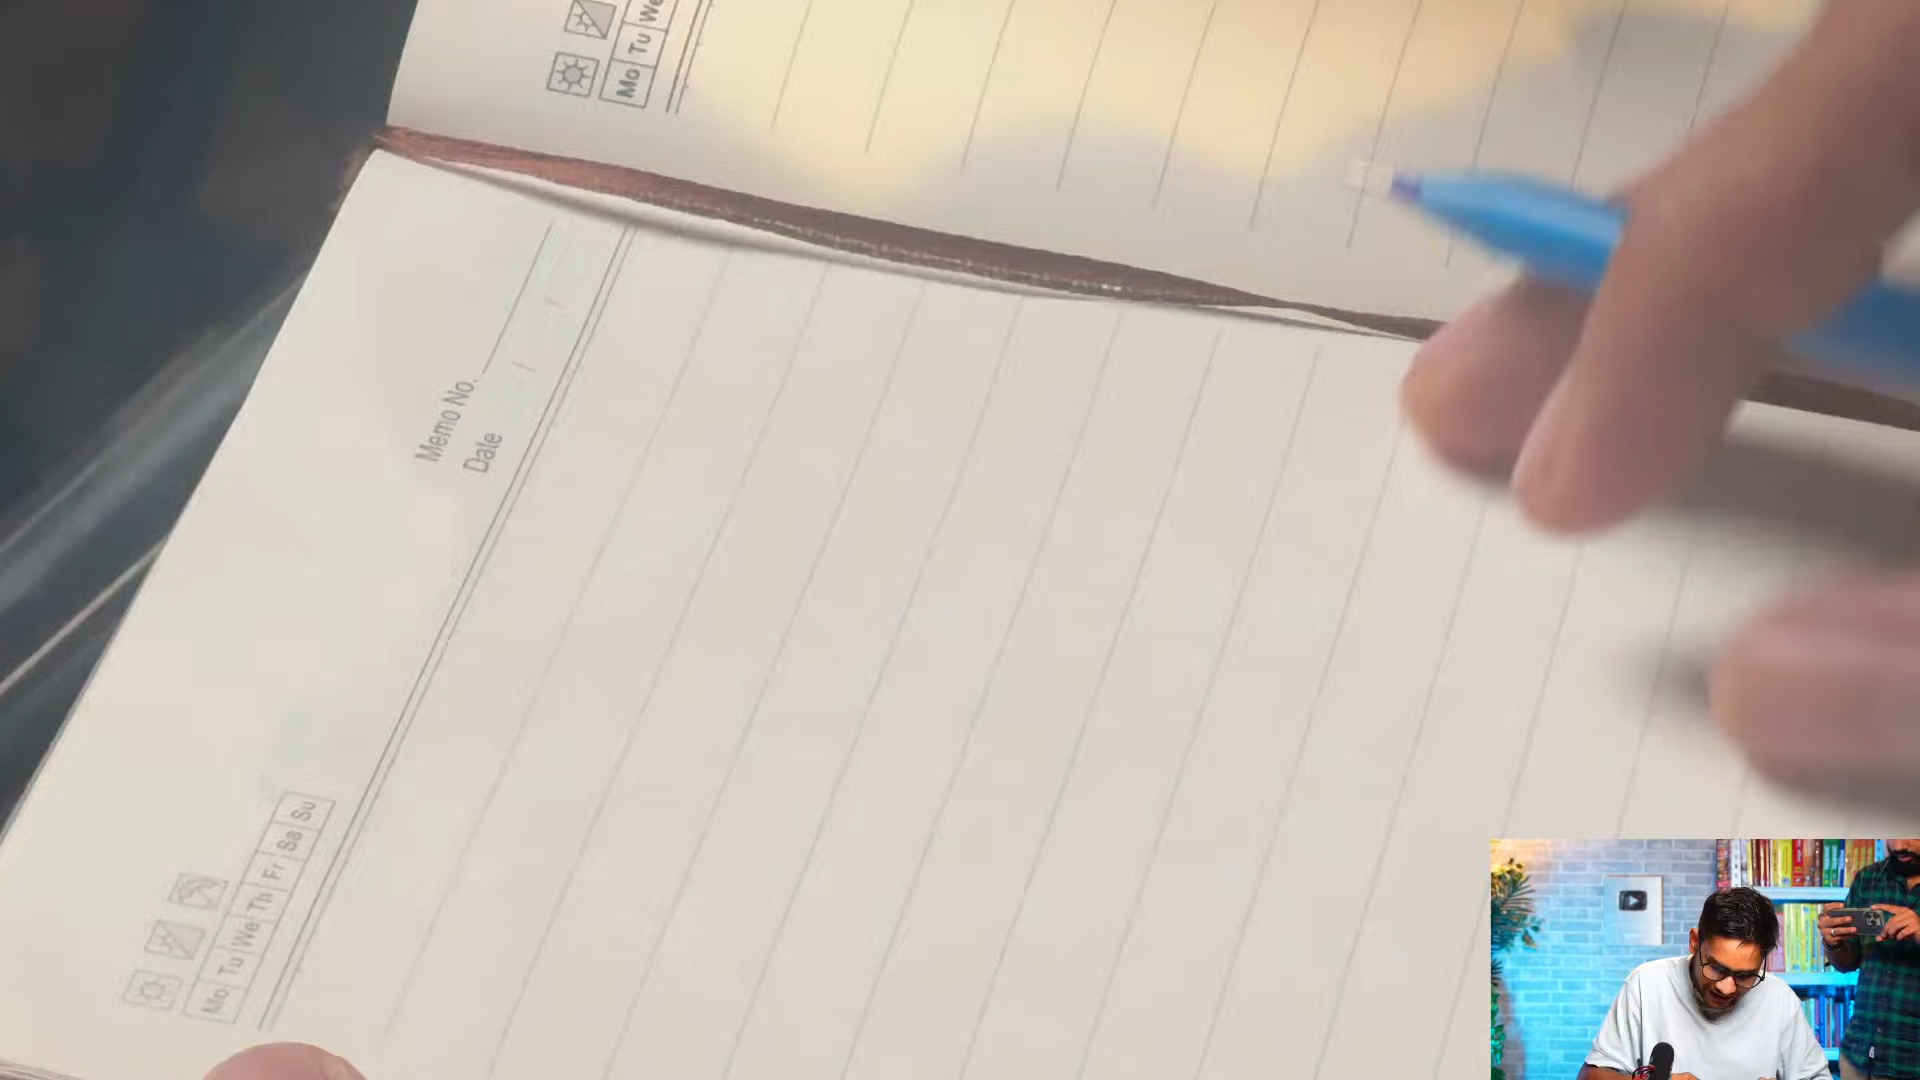 Mo Tu We
Memo No.
Date / /
Mo Tu We Th Fr Sa Su